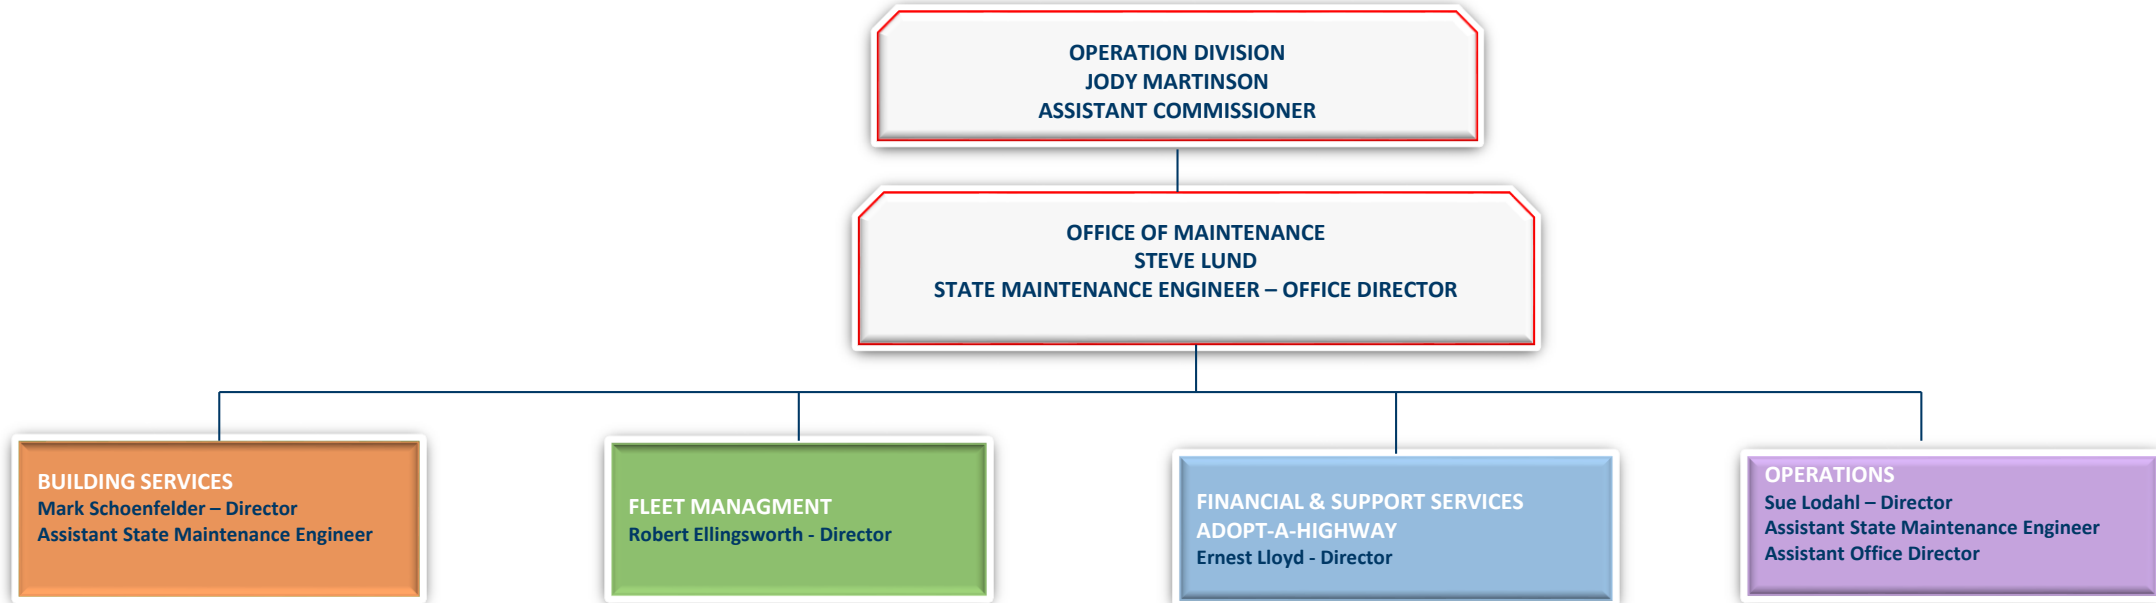 OPERATION DIVISION
JODY MARTINSON
ASSISTANT COMMISSIONER
OFFICE OF MAINTENANCE
STEVE LUND
STATE MAINTENANCE ENGINEER – OFFICE DIRECTOR
BUILDING SERVICES
Mark Schoenfelder – Director
Assistant State Maintenance Engineer
FLEET MANAGMENT
Robert Ellingsworth - Director
FINANCIAL & SUPPORT SERVICES
ADOPT-A-HIGHWAY
Ernest Lloyd - Director
OPERATIONS
Sue Lodahl – Director
Assistant State Maintenance Engineer
Assistant Office Director